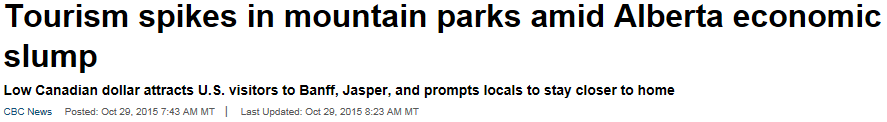 Tourism spikes in mountain parks amid Alberta economic
slump
Low Canadian dollar attracts U.S. visitors to Banff, Jasper, and prompts locals to stay closer to home
CBC News Posted: Oct 29, 2015 7:43 AM MT | Last Updated: Oct 29, 2015 8:23 AM MT